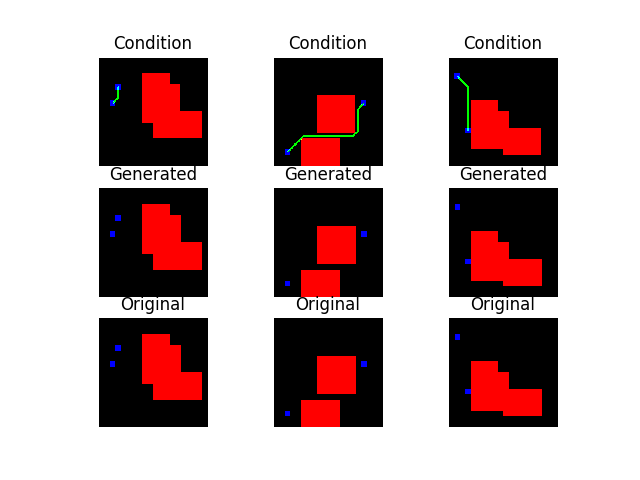 Condition
Condition
Condition
Generated
Generated
Generated
Original
Original
Original